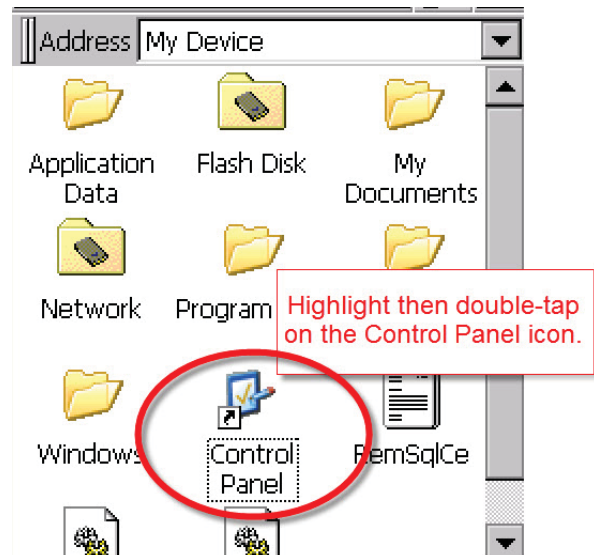 Address My Device
Application Data
Flash Disk
My Documents
Network
Program
Highlight then double-tap
on the Control Panel icon.
Windows
Control Panel
RemSqlCe